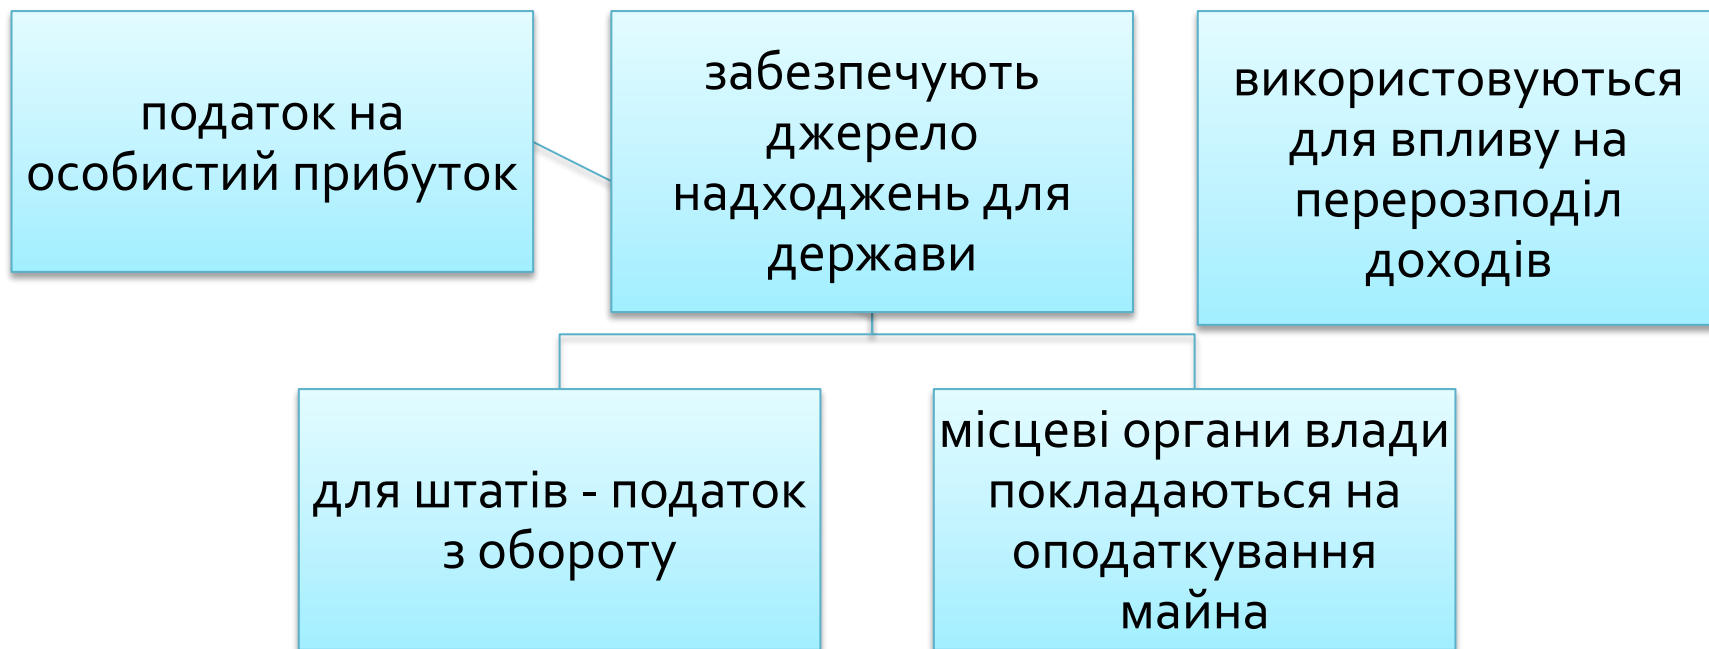 податок на
особистий прибуток
забезпечують
джерело
надходжень для
держави
використовуються
для впливу на
перерозподіл
доходів
для штатів - податок
з обороту
місцеві органи влади
покладаються на
оподаткування
майна